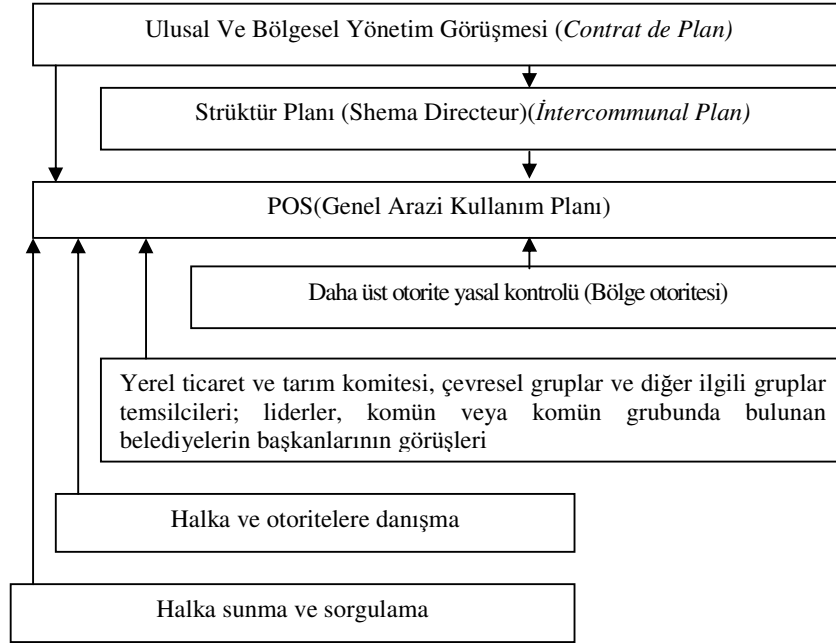 Ulusal Ve Bölgesel Yönetim Görüşmesi (Contrat de Plan)
Strüktür Planı (Shema Directeur)(İntercommunal Plan)
POS(Genel Arazi Kullanım Planı)
Daha üst otorite yasal kontrolü (Bölge otoritesi)
Yerel ticaret ve tarım komitesi, çevresel gruplar ve diğer ilgili gruplar
temsilcileri; liderler, komün veya komün grubunda bulunan
belediyelerin başkanlarının görüşleri
Halka ve otoritelere danışma
Halka sunma ve sorgulama